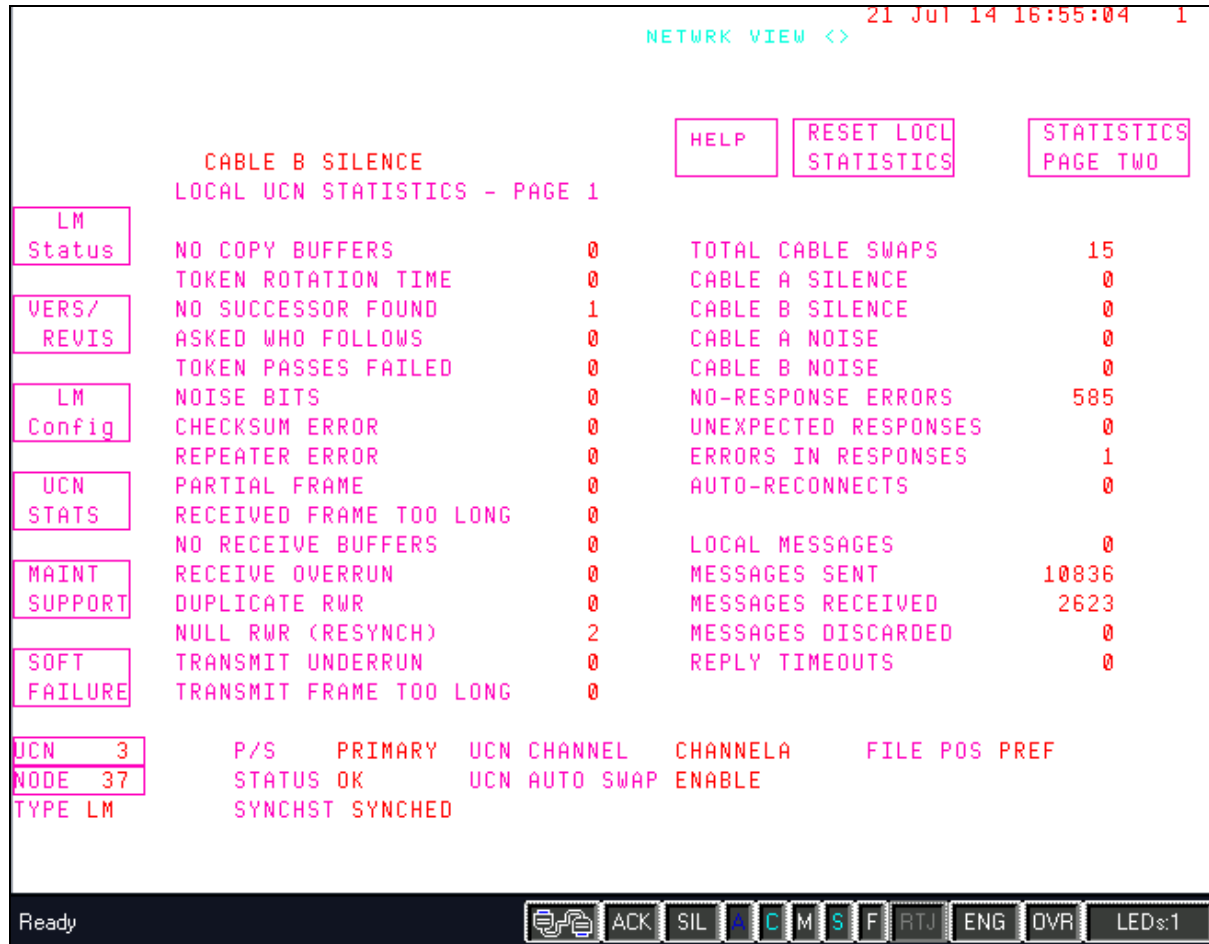 21 Jul 14 16:55:04 1
NETWRK VIEW <>
HELP
RESET LOCL
STATISTICS
STATISTICS
PAGE TWO
CABLE B SILENCE
LOCAL UCN STATISTICS - PAGE 1
LM
Status
VERS/
REVIS
LM
Config
UCN
STATS
MAINT
SUPPORT
SOFT
FAILURE
NO COPY BUFFERS 0
TOKEN ROTATION TIME 0
NO SUCCESSOR FOUND 1
ASKED WHO FOLLOWS 0
TOKEN PASSES FAILED 0
NOISE BITS 0
CHECKSUM ERROR 0
REPEATER ERROR 0
PARTIAL FRAME 0
RECEIVED FRAME TOO LONG 0
NO RECEIVE BUFFERS 0
RECEIVE OVERRUN 0
DUPLICATE RWR 0
NULL RWR (RESYNCH) 2
TRANSMIT UNDERRUN 0
TRANSMIT FRAME TOO LONG 0
TOTAL CABLE SWAPS 15
CABLE A SILENCE 0
CABLE B SILENCE 0
CABLE A NOISE 0
CABLE B NOISE 0
NO-RESPONSE ERRORS 585
UNEXPECTED RESPONSES 0
ERRORS IN RESPONSES 1
AUTO-RECONNECTS 0
LOCAL MESSAGES 0
MESSAGES SENT 10836
MESSAGES RECEIVED 2623
MESSAGES DISCARDED 0
REPLY TIMEOUTS 0
UCN 3 P/S PRIMARY UCN CHANNEL CHANNELA FILE POS PREF
NODE 37 STATUS OK UCN AUTO SWAP ENABLE
TYPE LM SYNCHST SYNCHED
Ready ACK SIL A C M S F RTJ ENG OVR LEDs:1